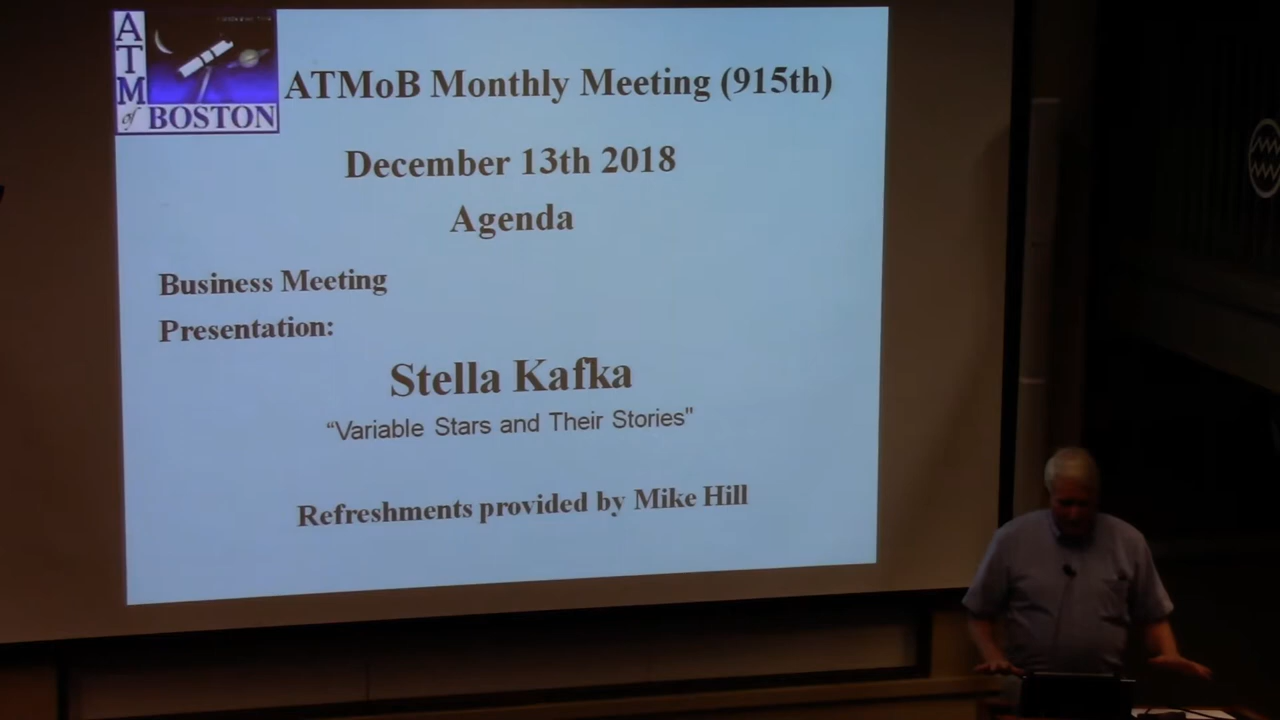 ATM
of BOSTON
ATMoB Monthly Meeting (915th)
December 13th 2018
Agenda
Business Meeting
Presentation:
Stella Kafka
“Variable Stars and Their Stories"
Refreshments provided by Mike Hill